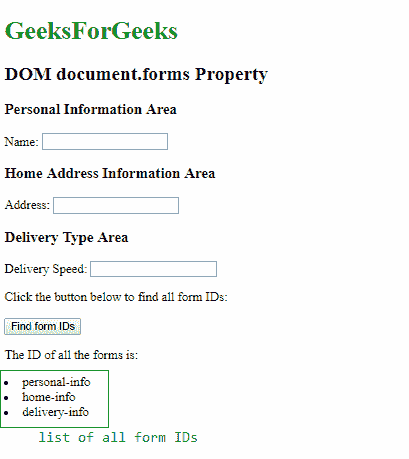 GeeksForGeeks
DOM document.forms Property
Personal Information Area
Name:
Home Address Information Area
Address:
Delivery Type Area
Delivery Speed:
Click the button below to find all form IDs:
Find form IDs
The ID of all the forms is:
• personal-info
• home-info
• delivery-info
list of all form IDs